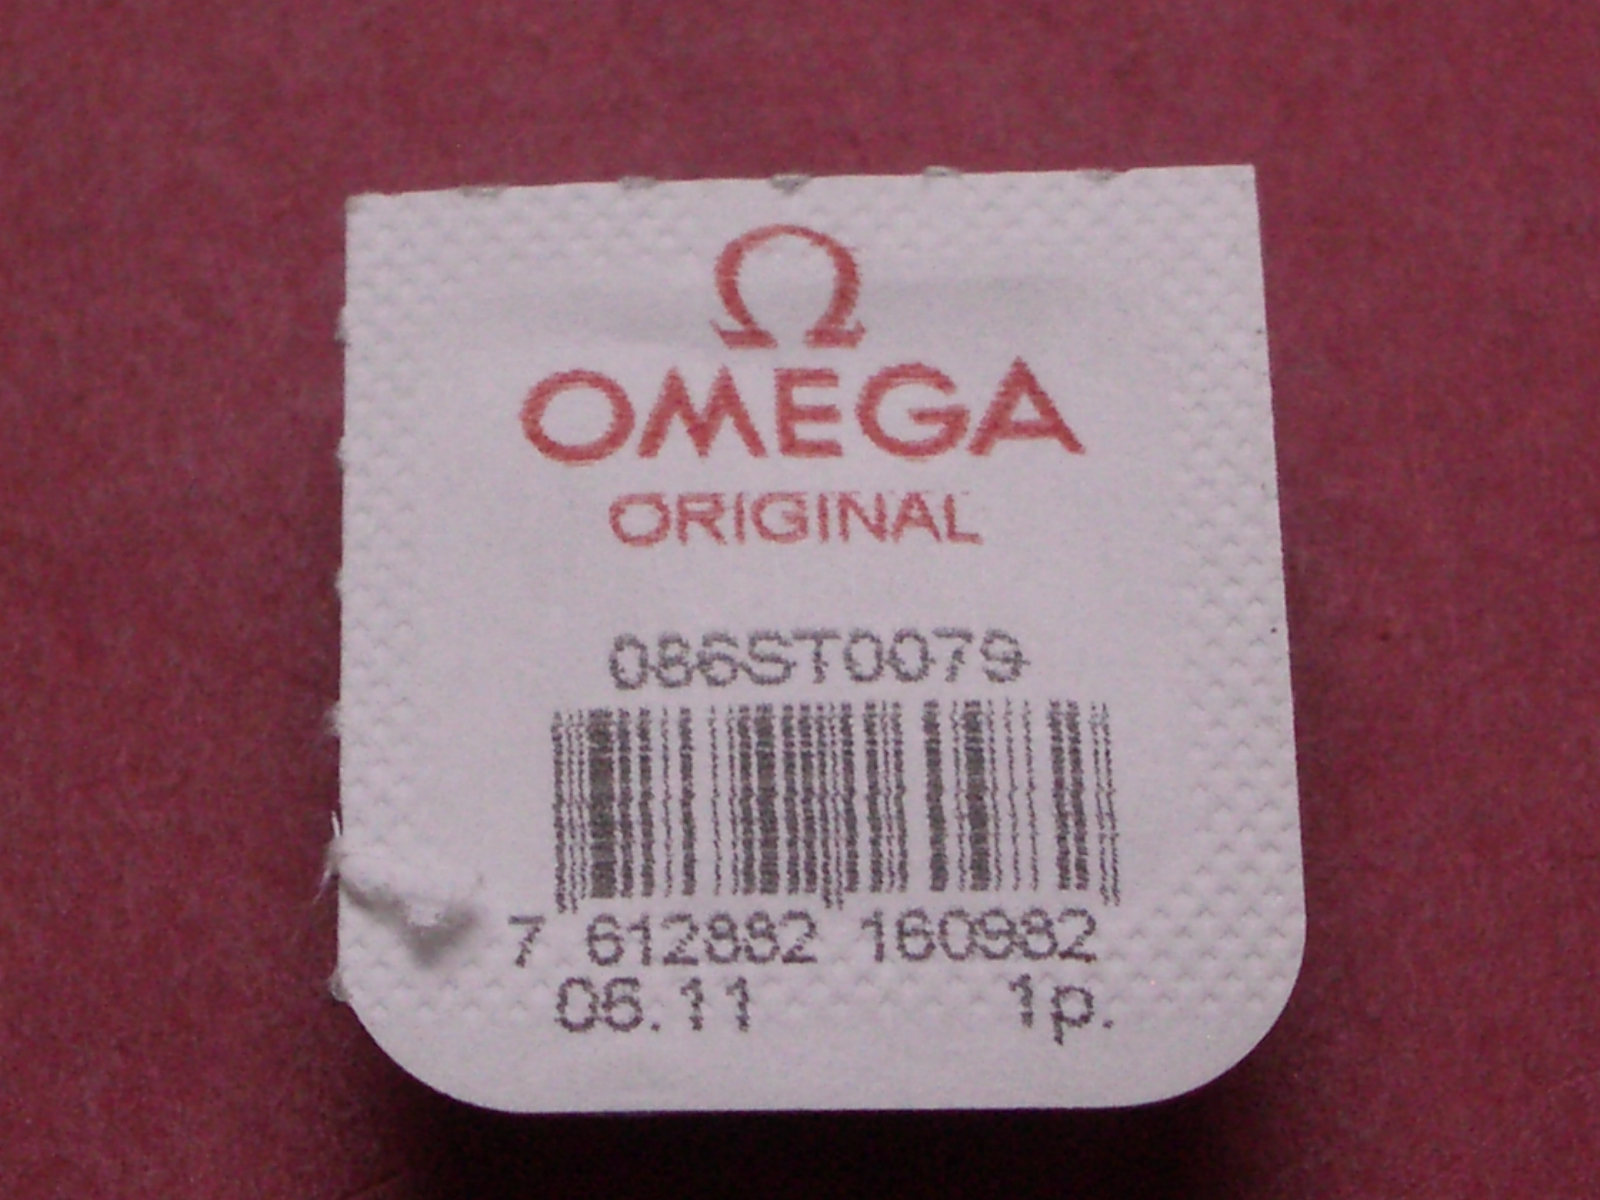 Ω
OMEGA
ORIGINAL
086ST0079
7 612882 160982
06.11 1p.